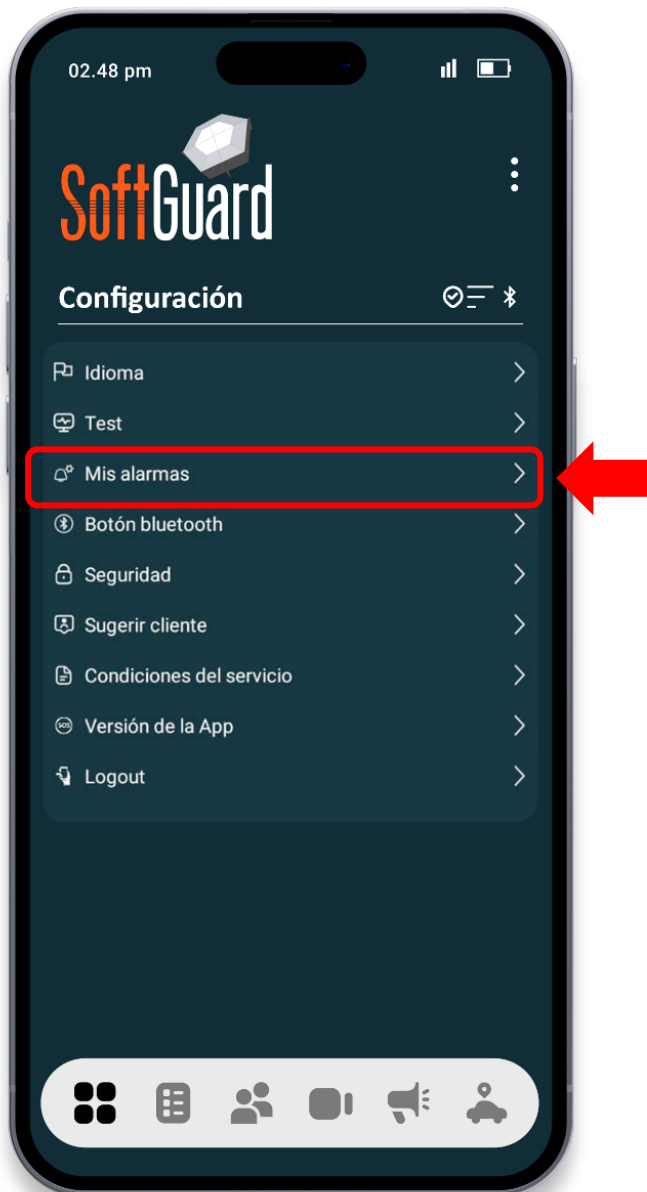 02.48 pm
SoftGuard
Configuración
Idioma
Test
Mis alarmas
Botón bluetooth
Seguridad
Sugerir cliente
Condiciones del servicio
SOS
Versión de la App
Logout